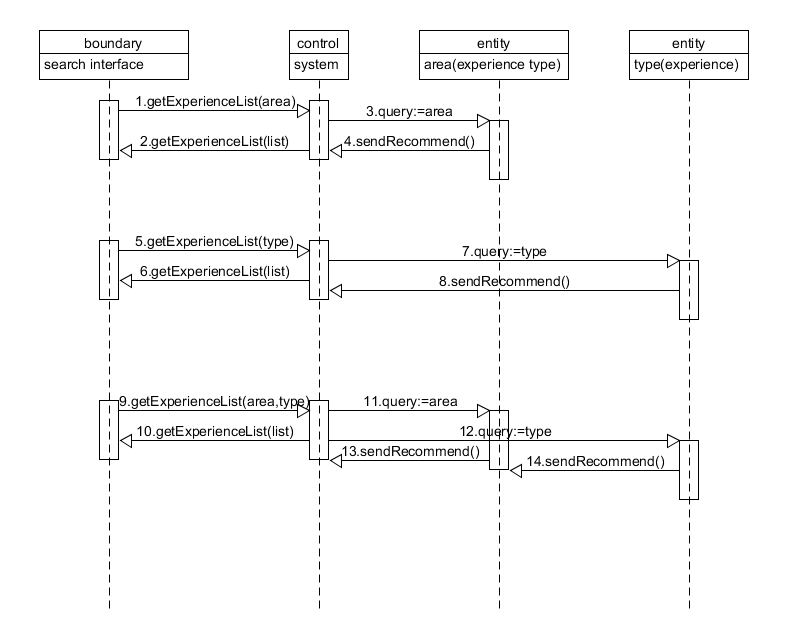 boundary
search interface
control
system
entity
area(experience type)
entity
type(experience)
1.getExperienceList(area)
3.query:=area
2.getExperienceList(list)
4.sendRecommend()
5.getExperienceList(type)
7.query:=type
6.getExperienceList(list)
8.sendRecommend()
9.getExperienceList(area,type)
11.query:=area
10.getExperienceList(list)
12.query:=type
13.sendRecommend()
14.sendRecommend()